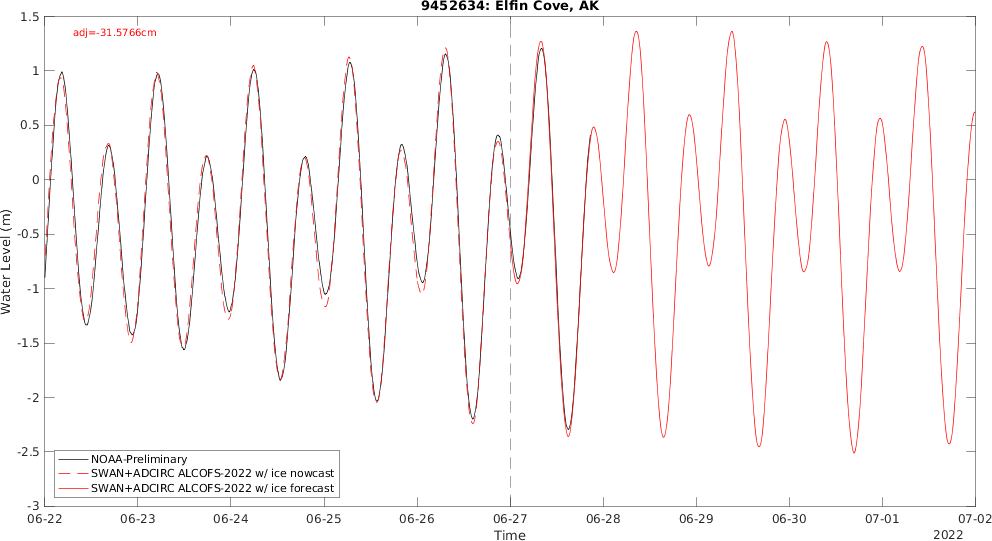 9452634: Elfin Cove, AK
adj=-31.5766cm
Water Level (m)
1.5
1
0.5
0
-0.5
-1
-1.5
-2
-2.5
-3
NOAA-Preliminary
SWAN+ADCIRC ALCOFS-2022 w/ ice nowcast
SWAN+ADCIRC ALCOFS-2022 w/ ice forecast
06-22 06-23 06-24 06-25 06-26 06-27 06-28 06-29 06-30 07-01 07-02
Time
2022